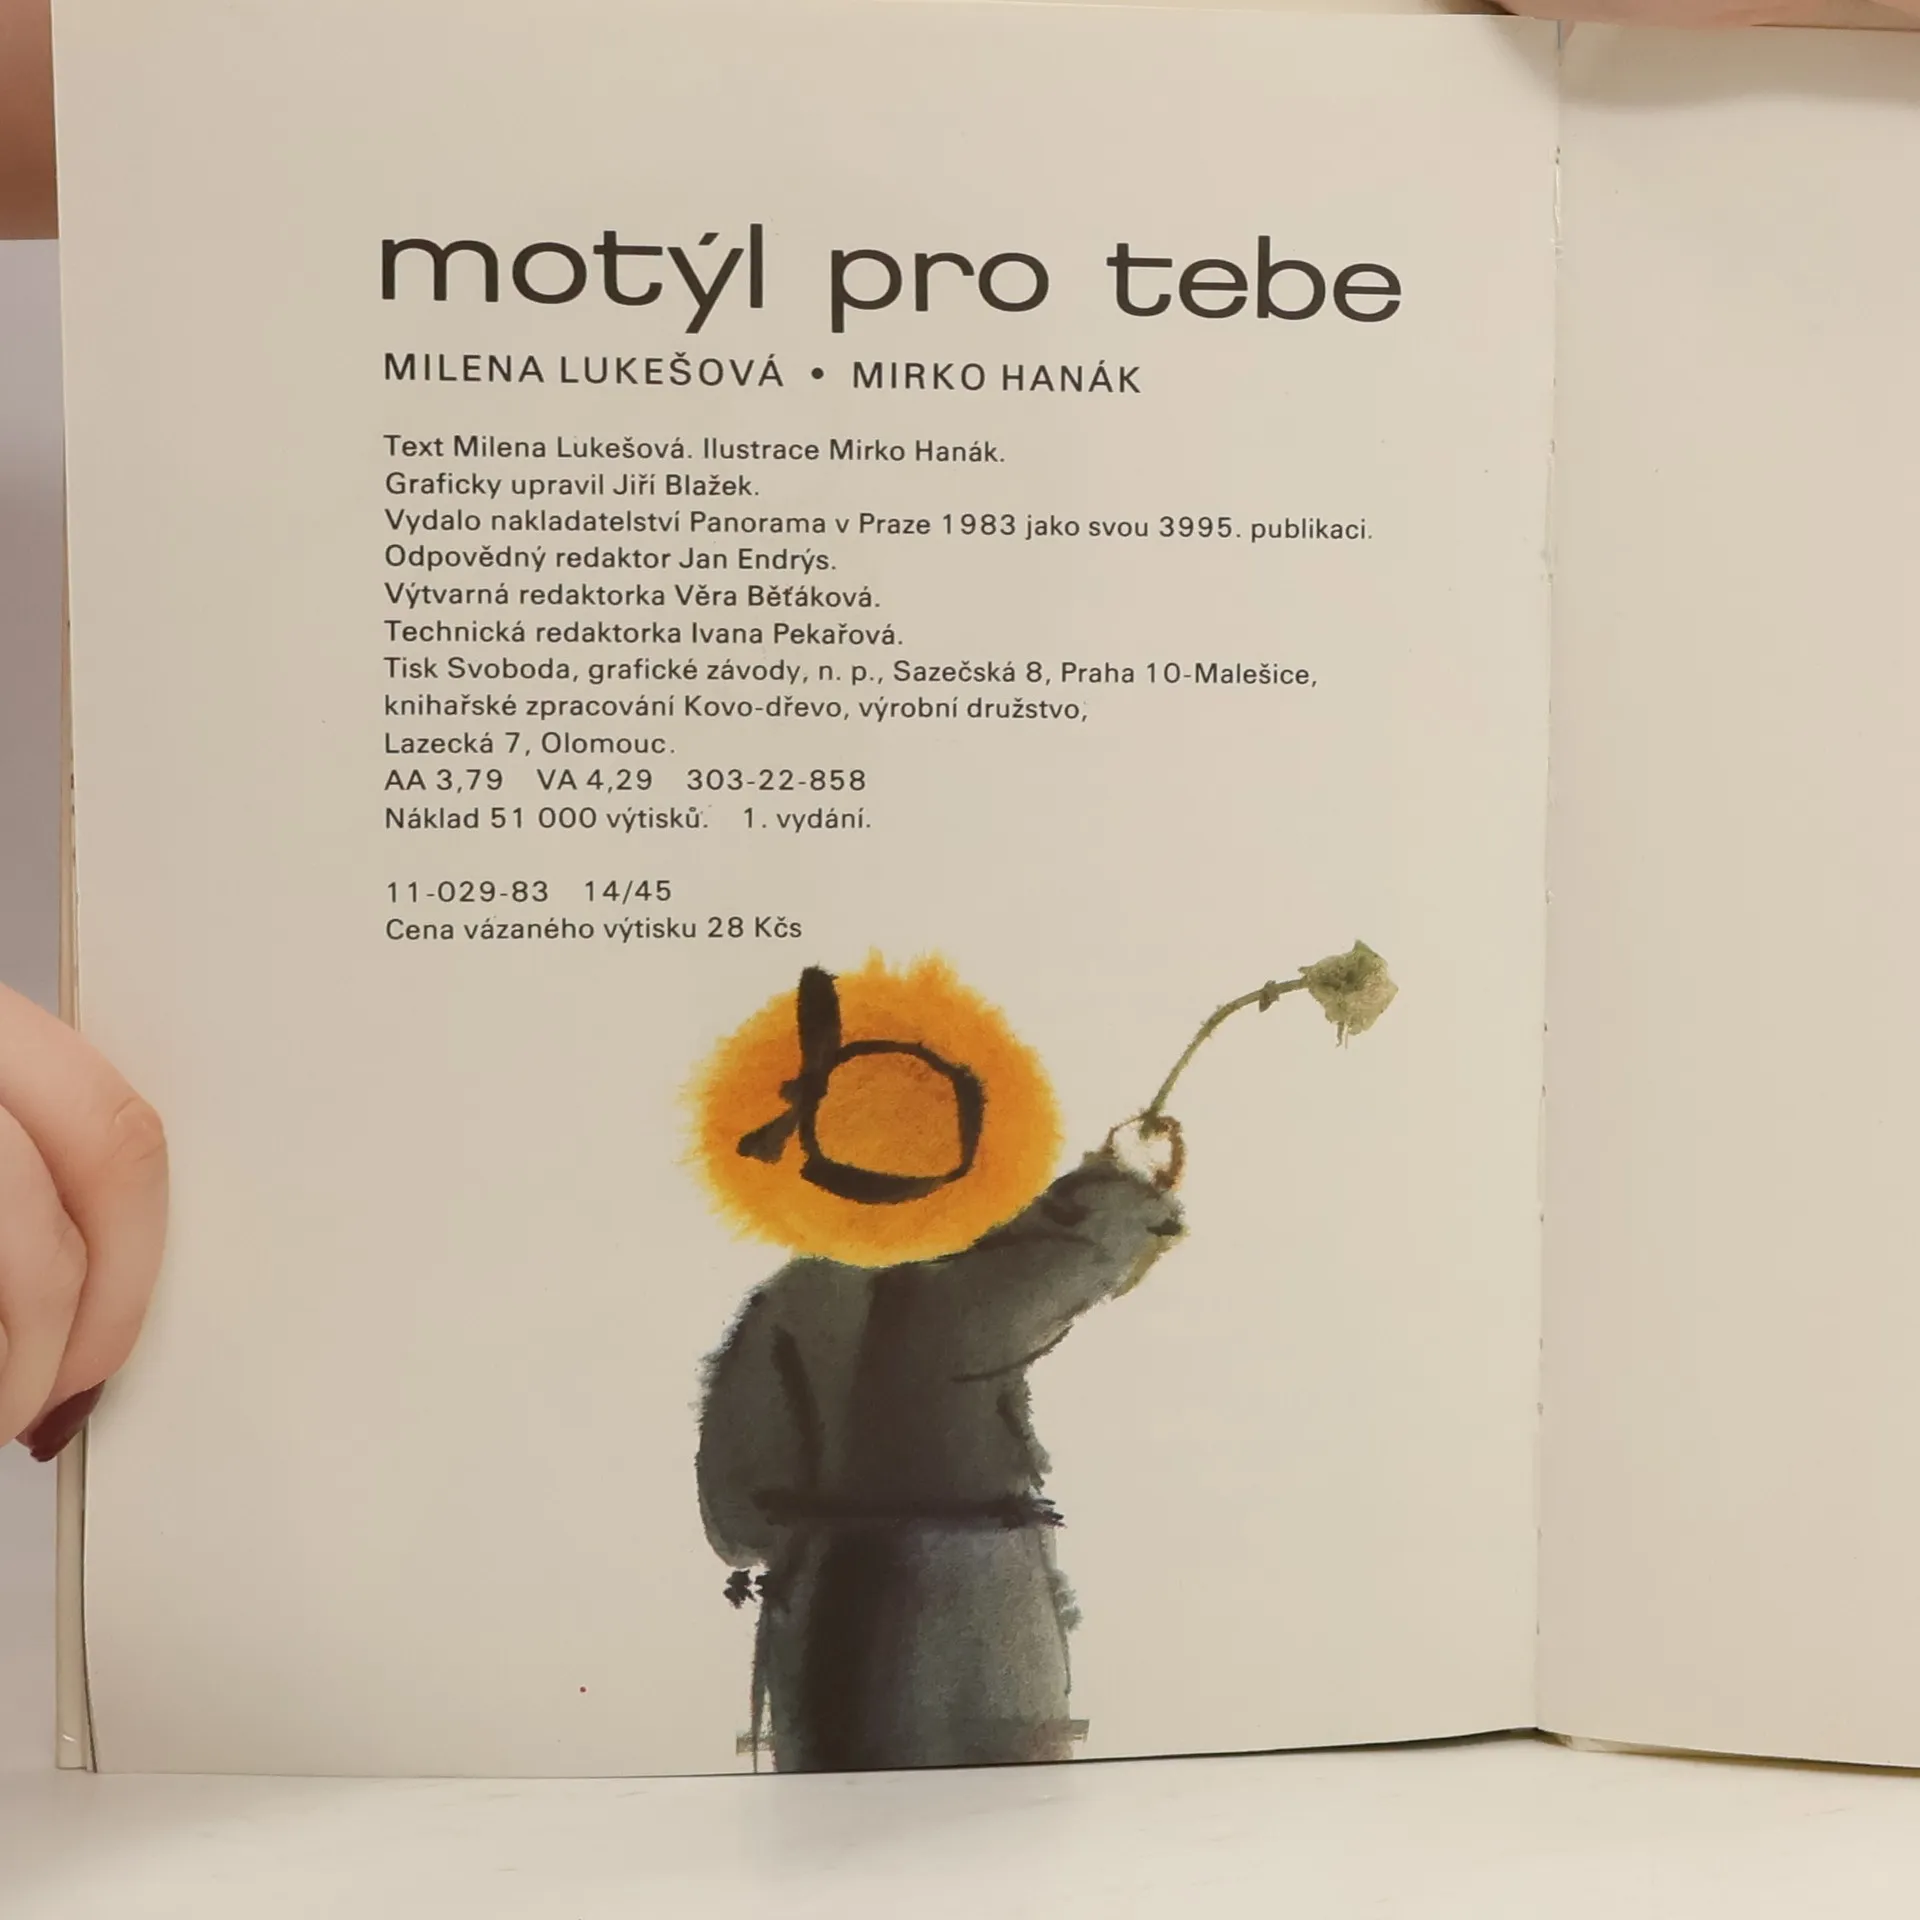 motýl pro tebe
MILENA LUKEŠOVÁ • MIRKO HANÁK
Text Milena Lukešová. Ilustrace Mirko Hanák.
Graficky upravil Jiří Blažek.
Vydalo nakladatelství Panorama v Praze 1983 jako svou 3995. publikaci.
Odpovědný redaktor Jan Endrýs.
Výtvarná redaktorka Věra Běťáková.
Technická redaktorka Ivana Pekařová.
Tisk Svoboda, grafické závody, n. p., Sazečská 8, Praha 10-Malešice,
knihařské zpracování Kovo-dřevo, výrobní družstvo,
Lazecká 7, Olomouc.
AA 3,79 VA 4,29 303-22-858
Náklad 51 000 výtisků. 1. vydání.
11-029-83 14/45
Cena vázaného výtisku 28 Kčs